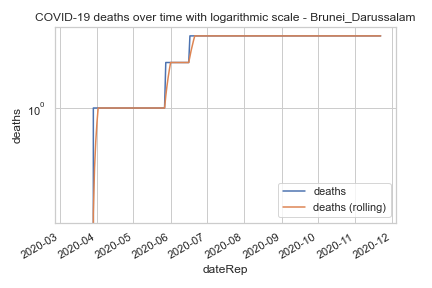 COVID-19 deaths over time with logarithmic scale - Brunei_Darussalam
deaths
10⁰
deaths
deaths (rolling)
2020-03
2020-04
2020-05
2020-06
2020-07
2020-08
2020-09
2020-10
2020-11
2020-12
dateRep